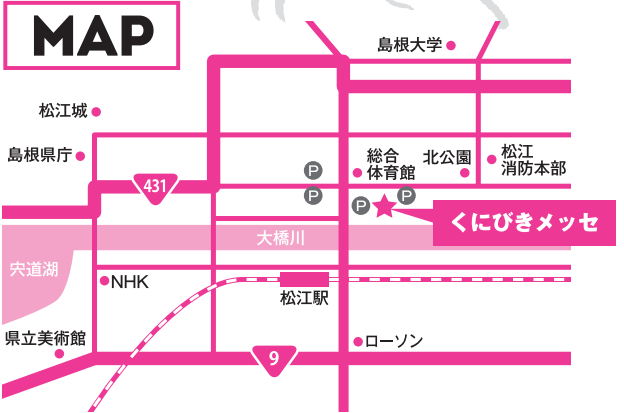 MAP
島根大学
松江城
島根県庁
総合
体育館
北公園
松江
消防本部
431
P
P
P
P
くにびきメッセ
大橋川
宍道湖
NHK
松江駅
県立美術館
ローソン
9